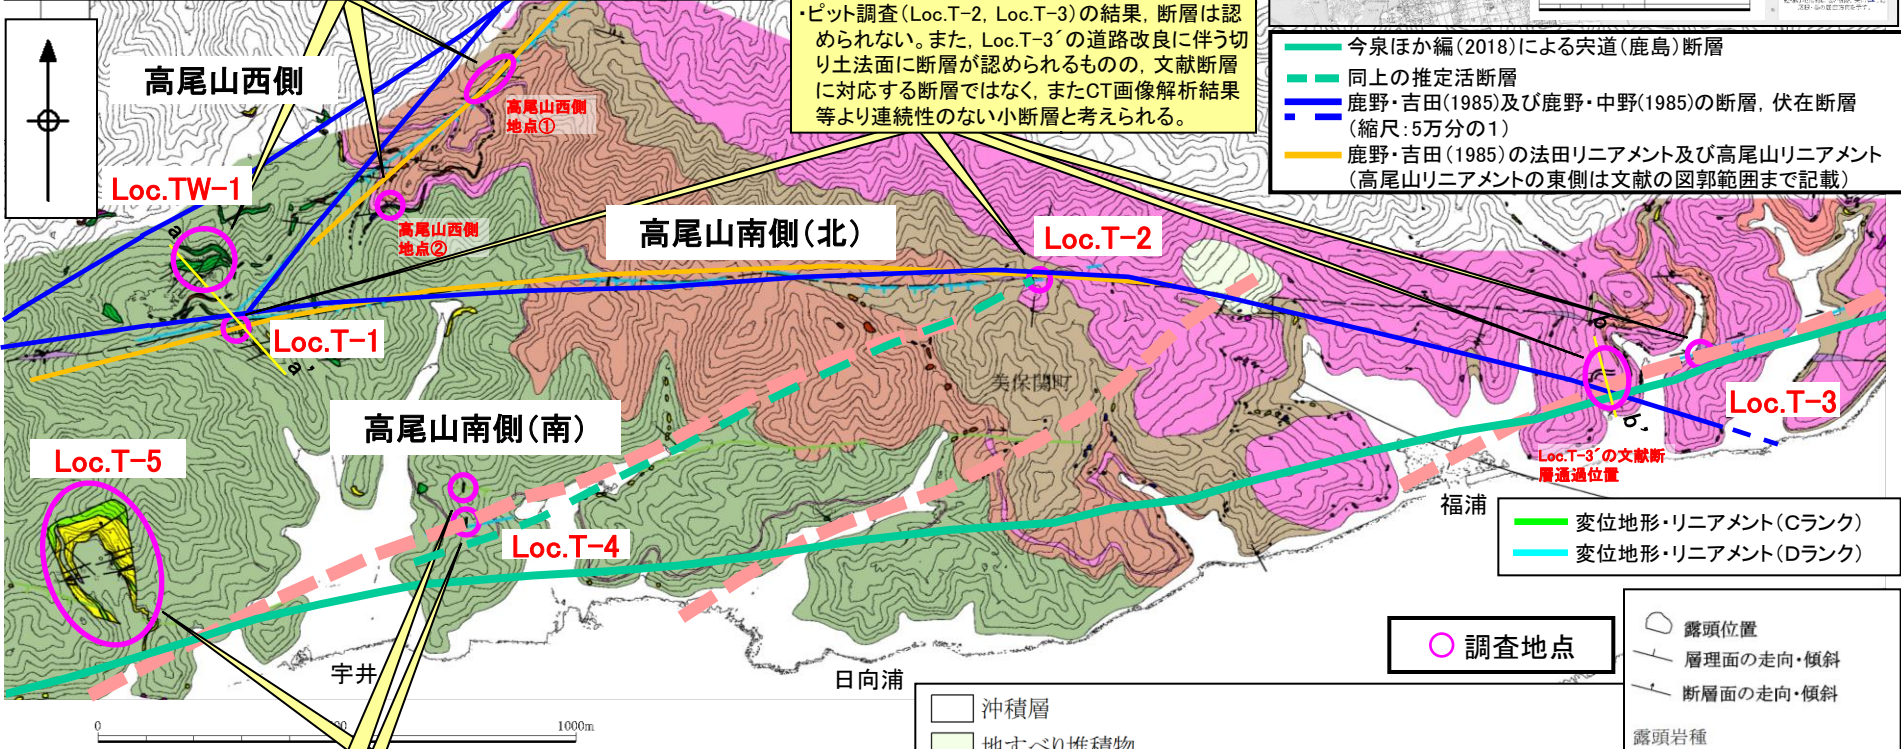 ・ピット調査(Loc.T-2, Loc.T-3)の結果，断層は認
められない。また，Loc.T-3´の道路改良に伴う切
り土法面に断層が認められるものの，文献断層
に対応する断層ではなく，またCT画像解析結果
等より連続性のない小断層と考えられる。
今泉ほか編(2018)による宍道(鹿島)断層
同上の推定活断層
鹿野・吉田(1985)及び鹿野・中野(1985)の断層，伏在断層
(縮尺：5万分の1)
鹿野・吉田(1985)の法田リニアメント及び高尾山リニアメント
(高尾山リニアメントの東側は文献の図郭範囲まで記載)
高尾山西側
高尾山西側
地点①
Loc.TW-1
高尾山西側
地点②
高尾山南側(北)
Loc.T-2
a
Loc.T-1
a'
美保関町
b
Loc.T-3
b'
Loc.T-3´の文献断
層通過位置
高尾山南側(南)
Loc.T-5
Loc.T-4
福浦
宇井
日向浦
変位地形・リニアメント(Cランク)
変位地形・リニアメント(Dランク)
調査地点
露頭位置
層理面の走向・傾斜
断層面の走向・傾斜
露頭岩種
0
1000m
沖積層
地すべり堆積物